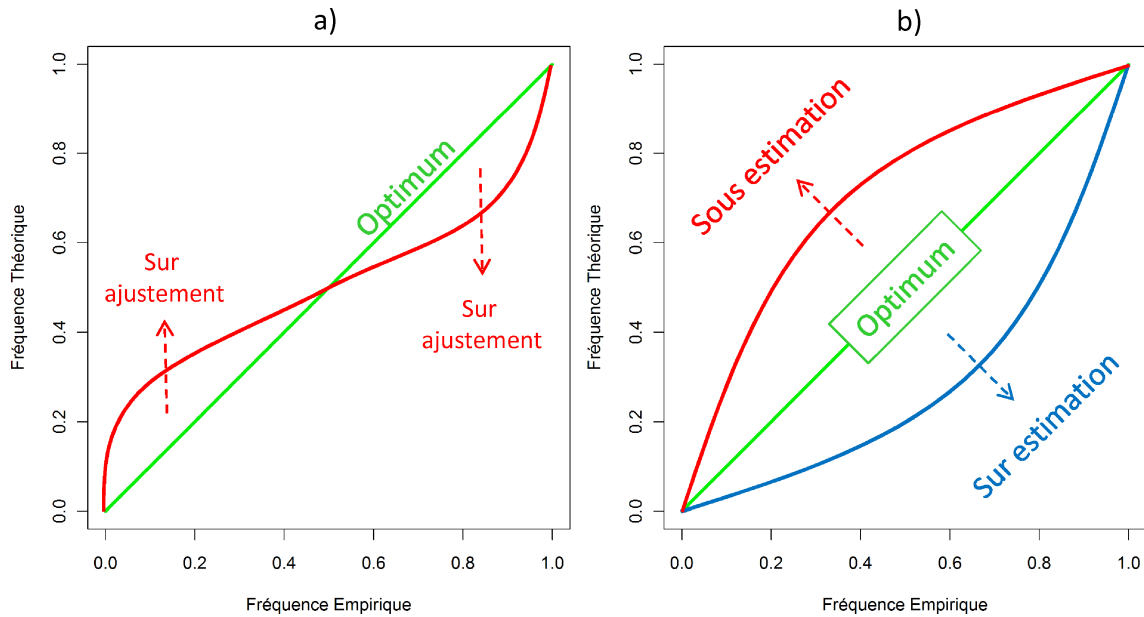 a)
1.0
0.8
0.6
0.4
0.2
0.0
Fréquence Théorique
Optimum
Sur
ajustement
Sur
ajustement
0.0 0.2 0.4 0.6 0.8 1.0
Fréquence Empirique
b)
1.0
0.8
0.6
0.4
0.2
0.0
Fréquence Théorique
Sous estimation
Optimum
Sur estimation
0.0 0.2 0.4 0.6 0.8 1.0
Fréquence Empirique